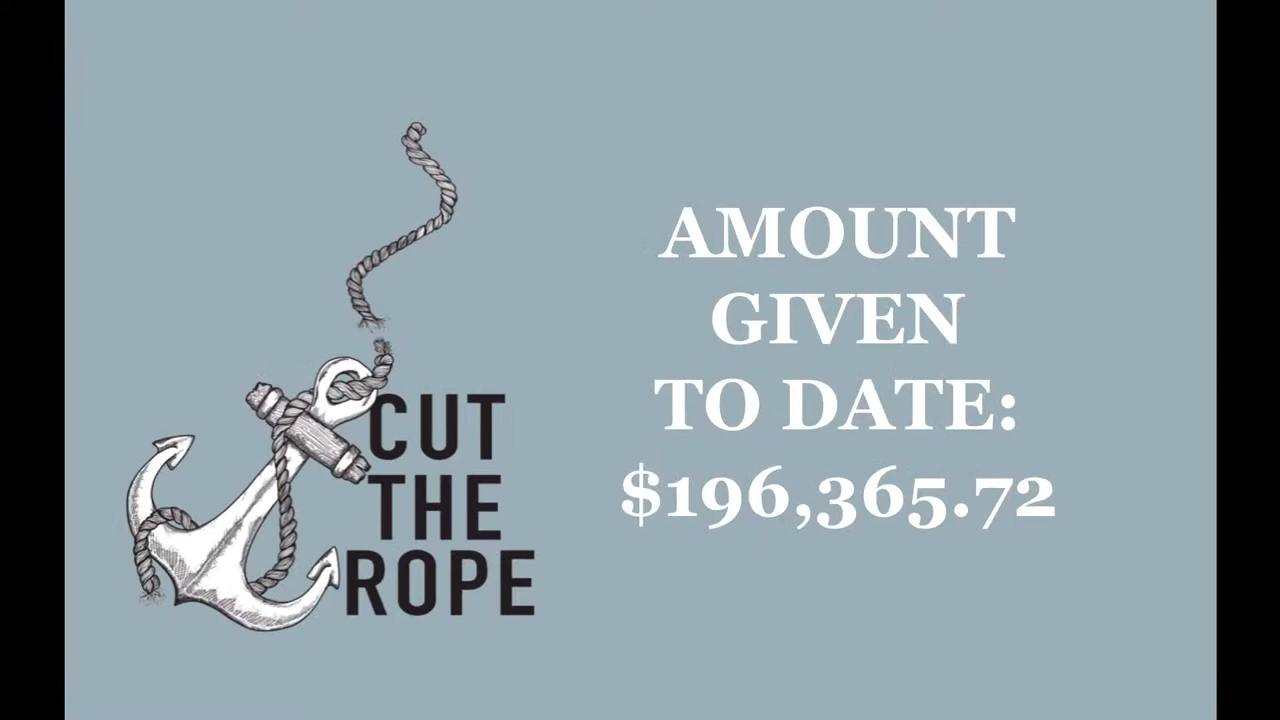 CUT
THE
ROPE
AMOUNT
GIVEN
TO DATE:
$196,365.72